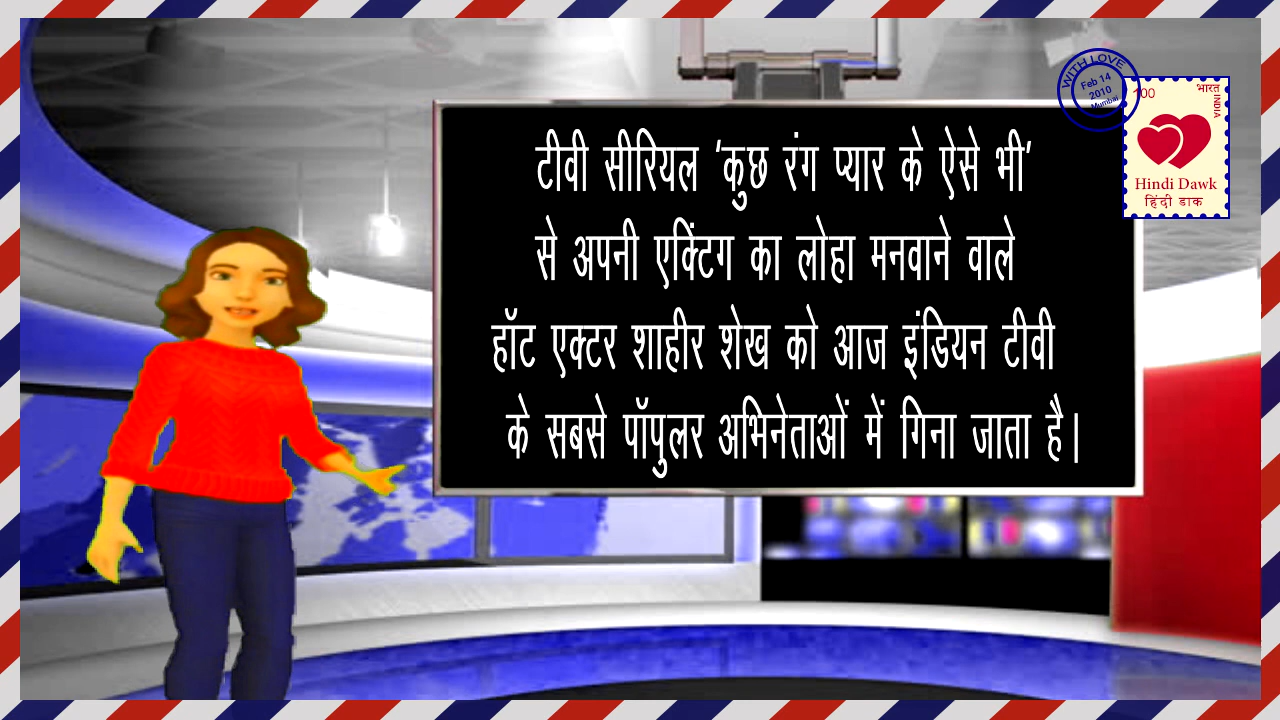 WITH LOVE
Feb 14
2010
Mumbai
100
भारत
INDIA
Hindi Dawk
हिंदी डाक
टीवी सीरियल ‘कुछ रंग प्यार के ऐसे भी’
से अपनी एक्टिंग का लोहा मनवाने वाले
हॉट एक्टर शाहीर शेख को आज इंडियन टीवी
के सबसे पॉपुलर अभिनेताओं में गिना जाता है।